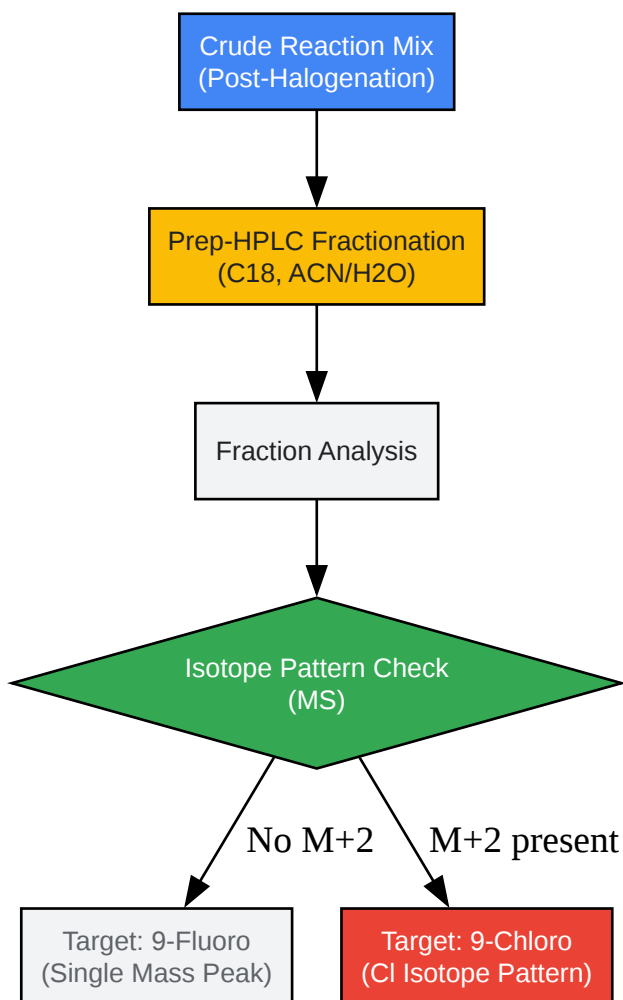 Crude Reaction Mix
(Post-Halogenation)
Prep-HPLC Fractionation
(C18, ACN/H2O)
Fraction Analysis
Isotope Pattern Check
(MS)
No M+2
M+2 present
Target: 9-Fluoro
(Single Mass Peak)
Target: 9-Chloro
(Cl Isotope Pattern)